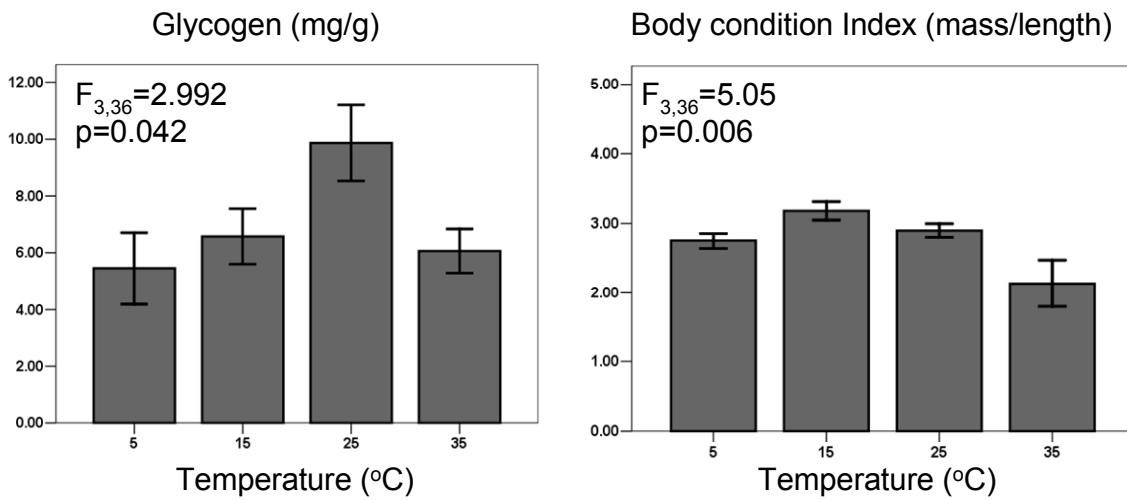 Glycogen (mg/g)
F3,36=2.992
p=0.042
12.00
10.00
8.00
6.00
4.00
2.00
0.00
5 15 25 35
Temperature (oC)
Body condition Index (mass/length)
F3,36=5.05
p=0.006
5.00
4.00
3.00
2.00
1.00
0.00
5 15 25 35
Temperature (oC)